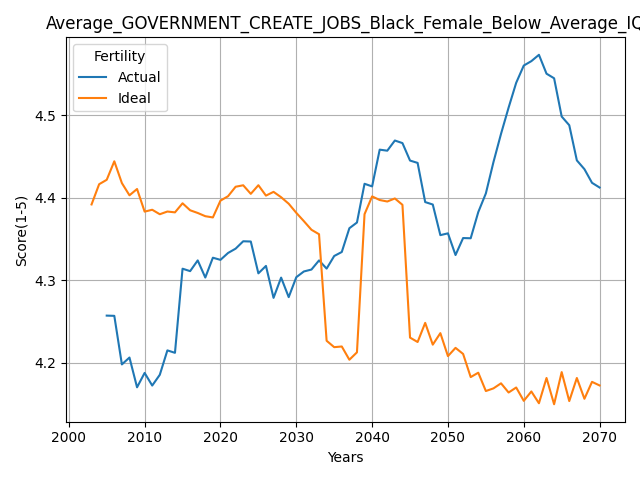 Average_GOVERNMENT_CREATE_JOBS_Black_Female_Below_Average_IQ
Fertility
Actual
Ideal
4.5
4.4
4.3
4.2
Score(1-5)
2000 2010 2020 2030 2040 2050 2060 2070
Years